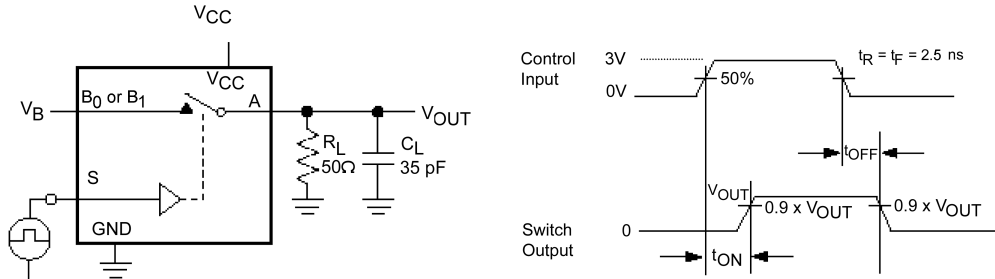 VCC
VCC
VB
B0 or B1
A
VOUT
RL
50Ω
CL
35 pF
S
GND
Control
Input
3V
0V
50%
tR = tF = 2.5 ns
tOFF
Switch
Output
0
VOUT
0.9 x VOUT
0.9 x VOUT
tON